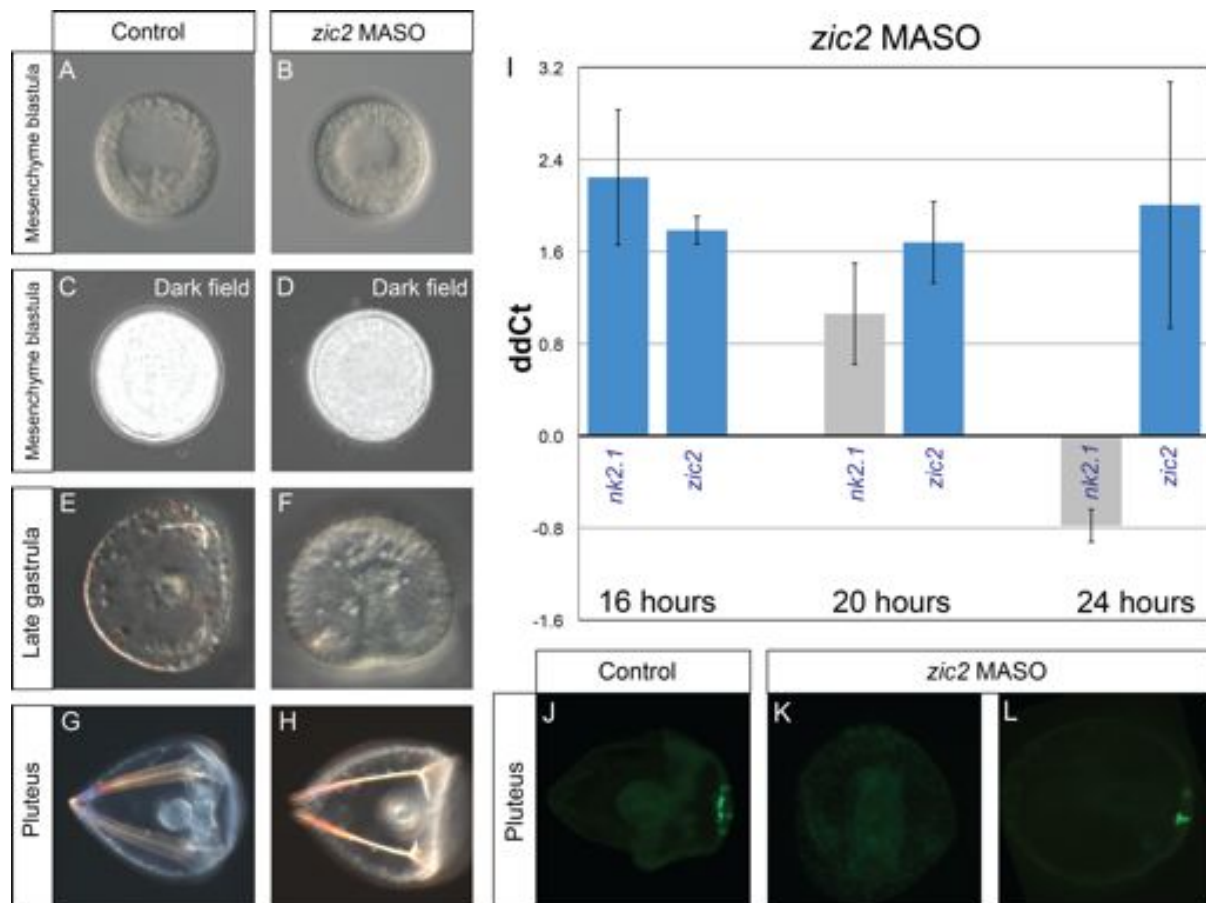 Control
zic2 MASO
Mesenchyme blastula
A
B
Mesenchyme blastula
C
Dark field
D
Dark field
Late gastrula
E
F
Pluteus
G
H
I
zic2 MASO
ddCt
3.2
2.4
1.6
0.8
0.0
-0.8
-1.6
nk2.1
zic2
nk2.1
zic2
nk2.1
zic2
16 hours
20 hours
24 hours
Control
zic2 MASO
Pluteus
J
K
L